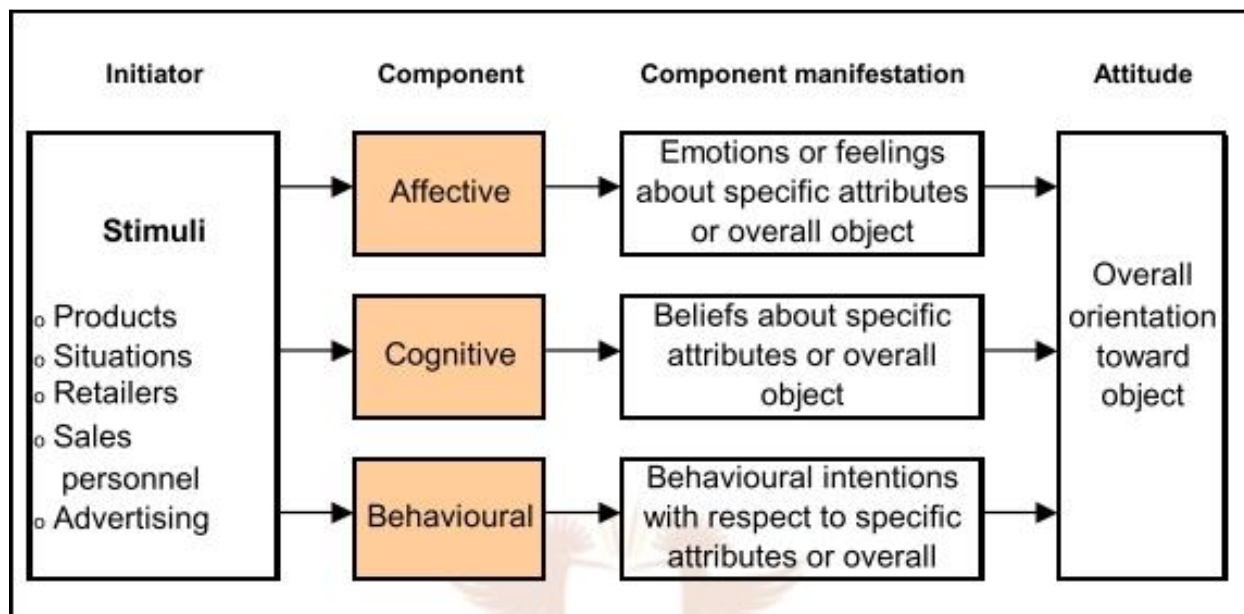 Initiator
Component
Component manifestation
Attitude
Stimuli
o Products
o Situations
o Retailers
o Sales
personnel
o Advertising
Affective
Emotions or feelings
about specific attributes
or overall object
Cognitive
Beliefs about specific
attributes or overall
object
Behavioural
Behavioural intentions
with respect to specific
attributes or overall
Overall
orientation
toward
object